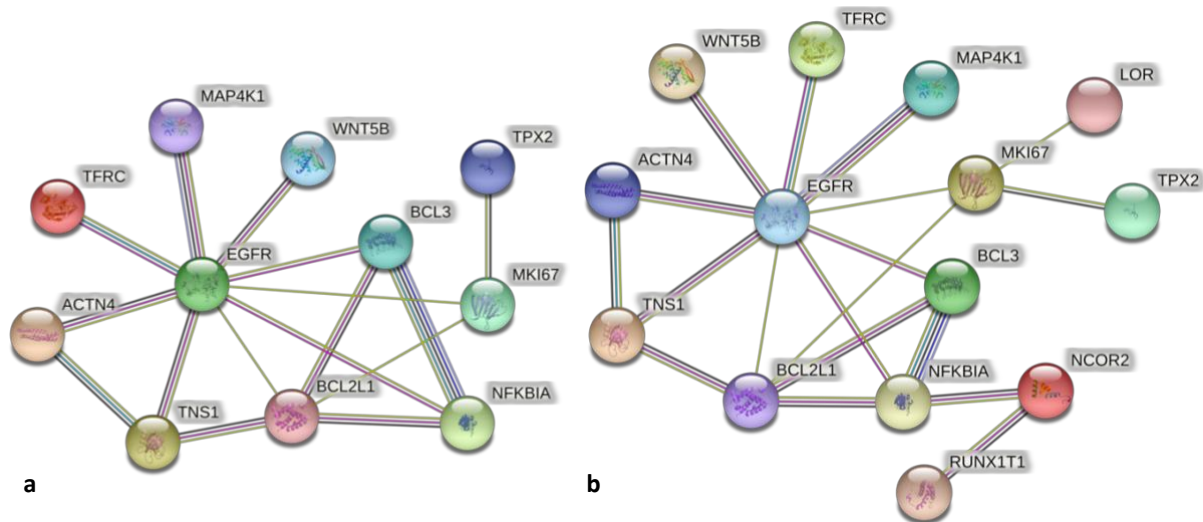 MAP4K1
WNT5B
TPX2
TFRC
BCL3
EGFR
MKI67
ACTN4
BCL2L1
NFKBIA
TNS1
a
TFRC
WNT5B
MAP4K1
LOR
MKI67
ACTN4
EGFR
TPX2
BCL3
TNS1
BCL2L1
NFKBIA
NCOR2
RUNX1T1
b